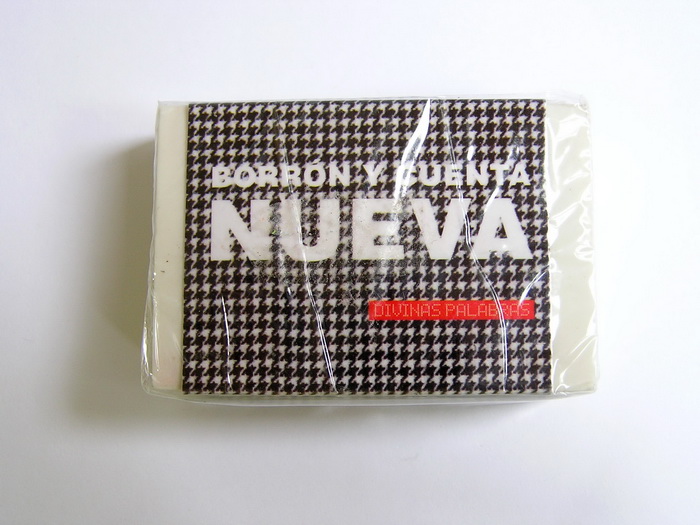 BORRÓN Y CUENTA
NUEVA
DIVINAS PALABRAS